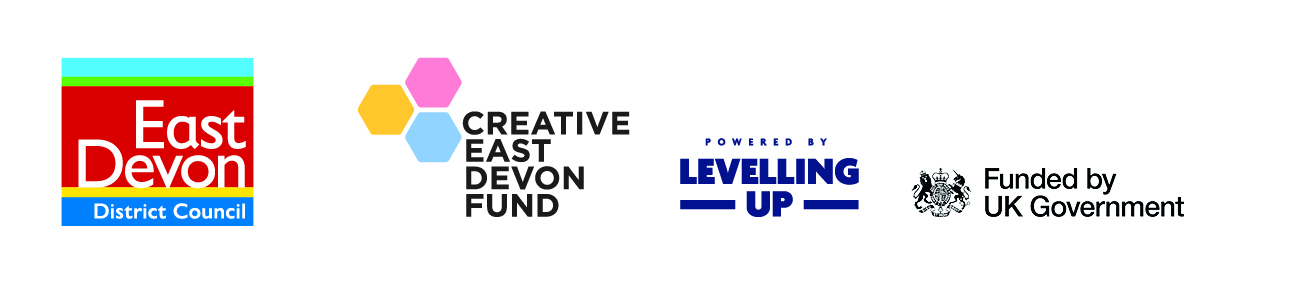 East
Devon
District Council
CREATIVE
EAST
DEVON
FUND
POWERED BY
LEVELLING
UP
Funded by
UK Government